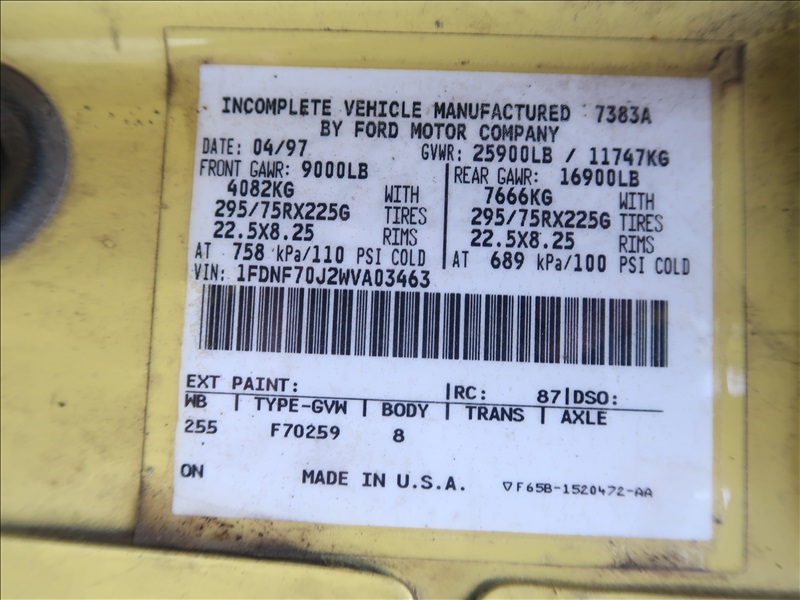 INCOMPLETE VEHICLE MANUFACTURED 7383A
BY FORD MOTOR COMPANY
DATE: 04/97 GVWR: 25900LB / 11747KG
FRONT GAWR: 9000LB REAR GAWR: 16900LB
4082KG WITH 7666KG WITH
295/75RX225G TIRES 295/75RX225G TIRES
22.5X8.25 RIMS 22.5X8.25 RIMS
AT 758 kPa/110 PSI COLD AT 689 kPa/100 PSI COLD
VIN: 1FDNF70J2WVA03463
EXT PAINT: |RC: 87|DSO:
WB | TYPE-GVW | BODY | TRANS | AXLE
255 F70259 8
ON MADE IN U.S.A. ▽F65B-1520472-AA